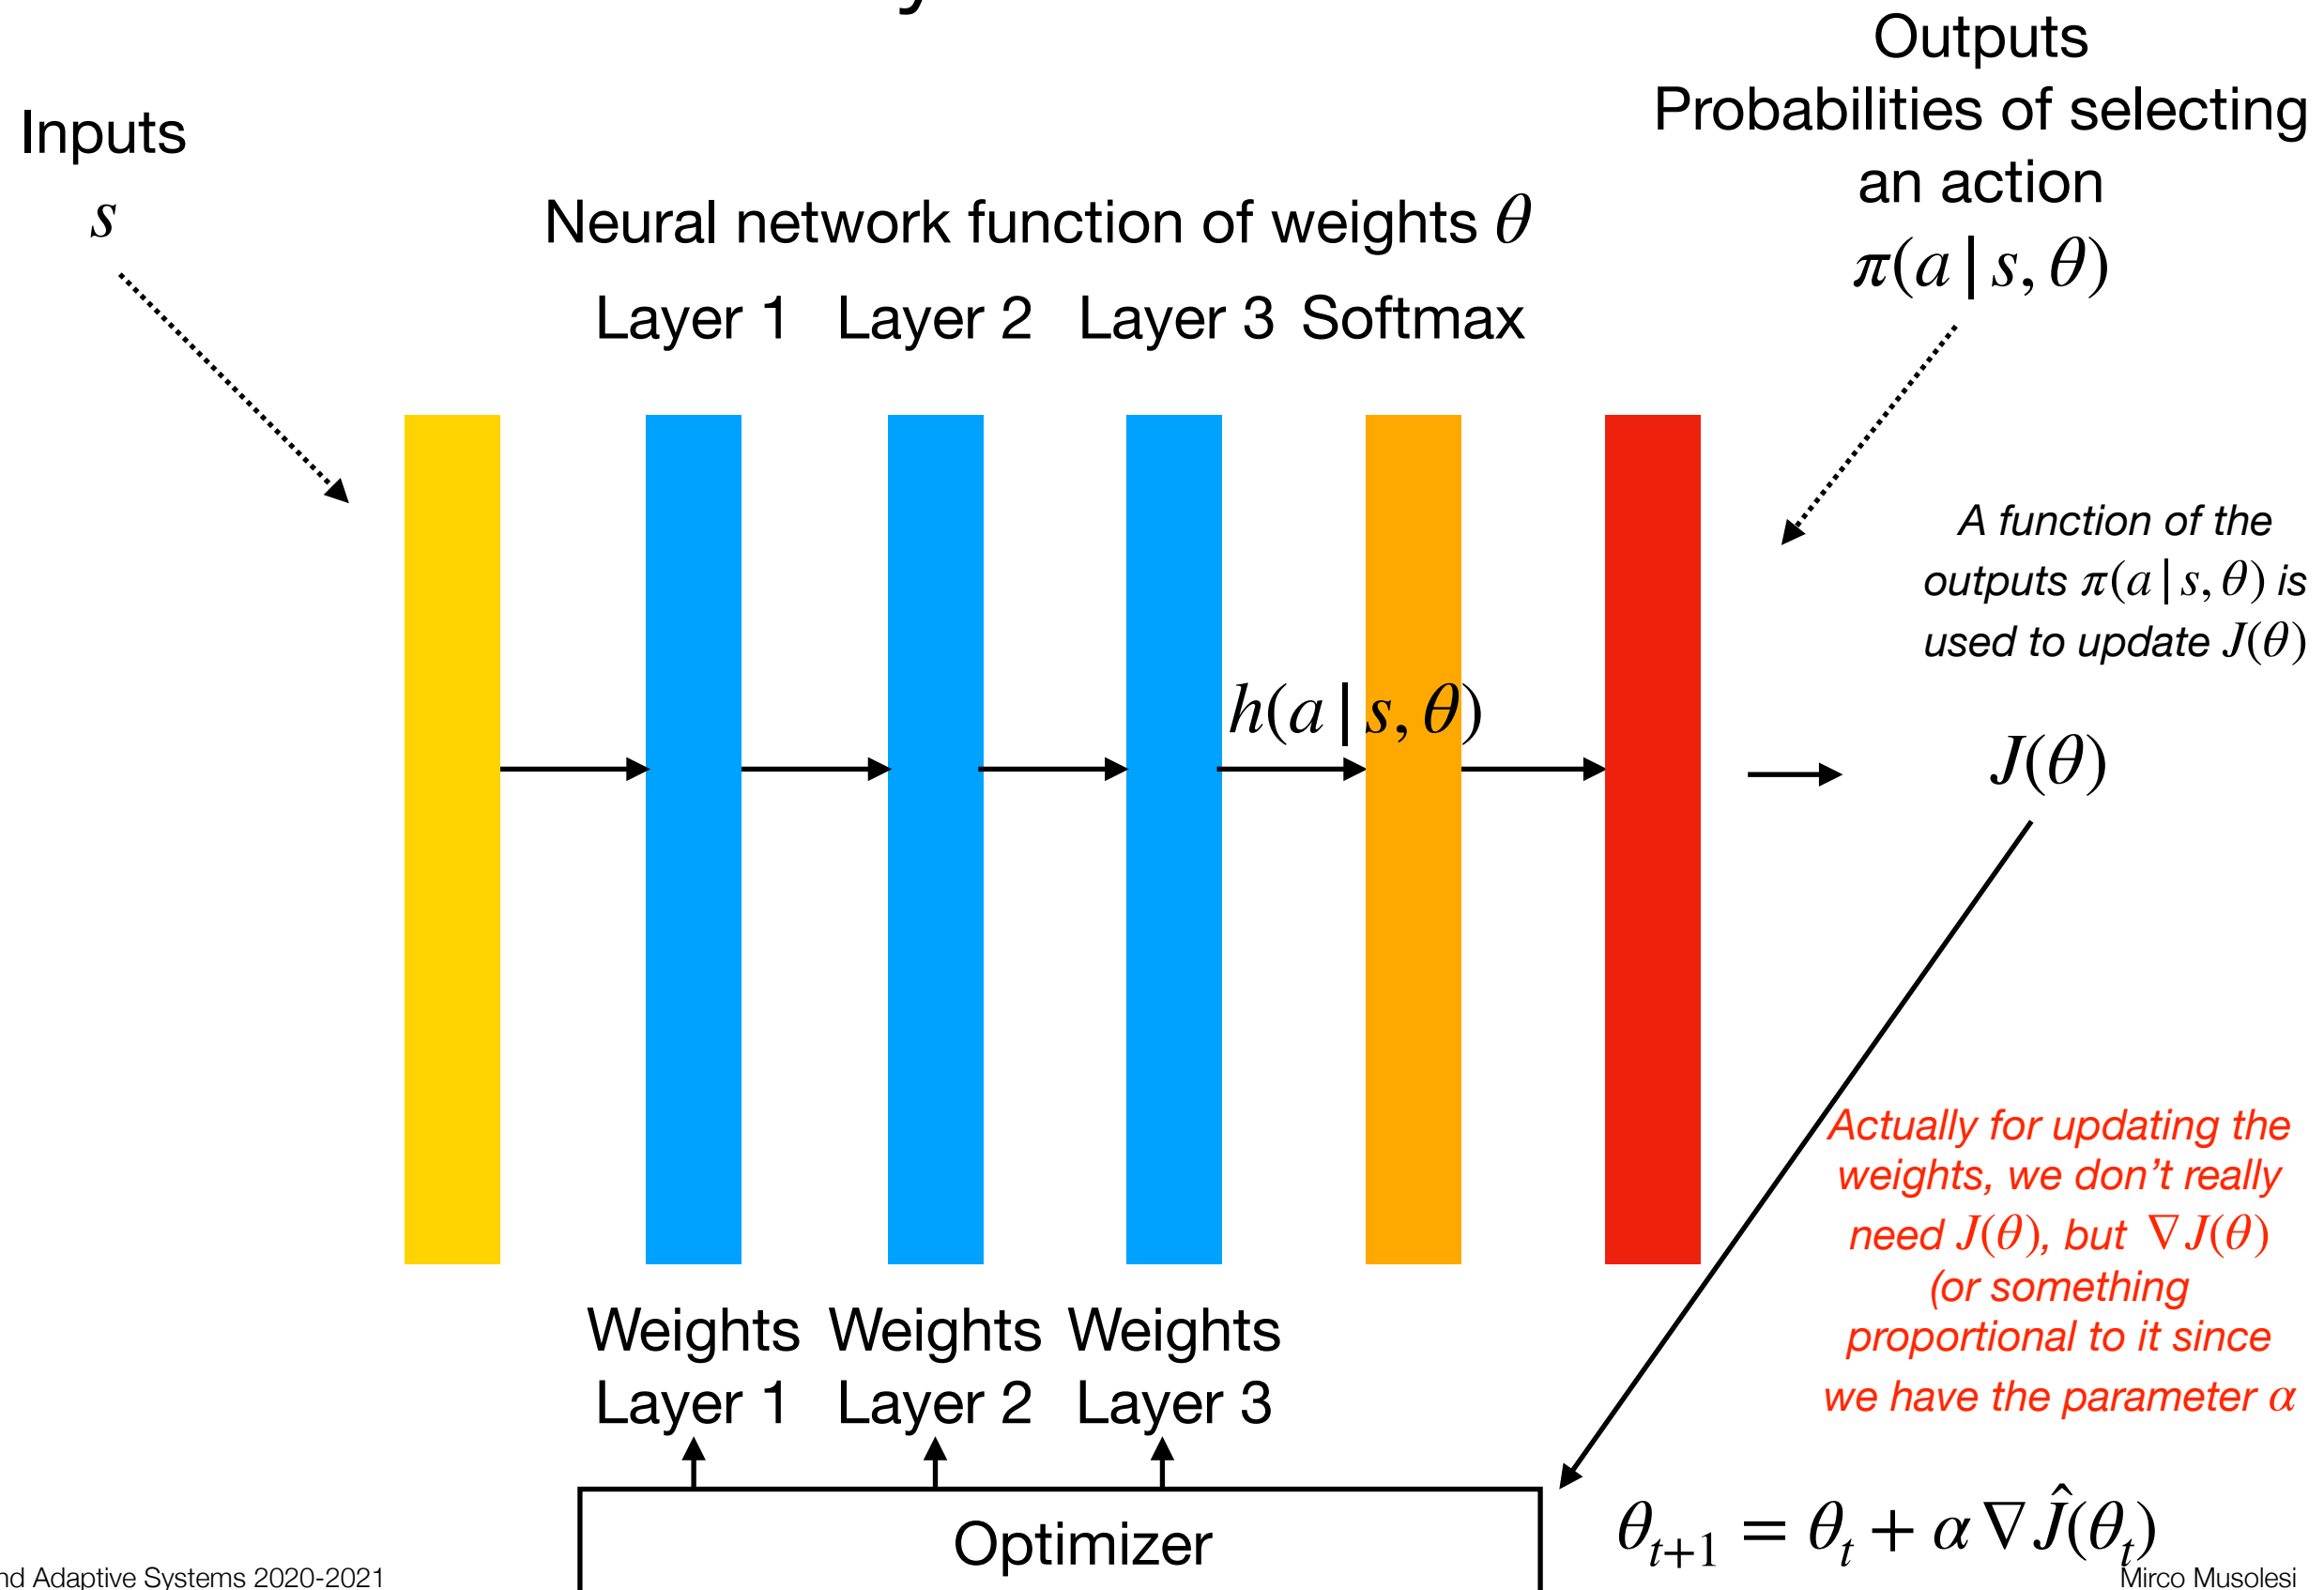 Inputs
s
Neural network function of weights θ
Layer 1 Layer 2 Layer 3 Softmax
Outputs
Probabilities of selecting
an action
π(a | s, θ)
A function of the
outputs π(a | s, θ) is
used to update J(θ)
h(a | s, θ)
J(θ)
Actually for updating the
weights, we don't really
need J(θ), but ∇J(θ)
(or something
proportional to it since
we have the parameter α
Weights Weights Weights
Layer 1 Layer 2 Layer 3
Optimizer
θ_{t+1} = θ_t + α∇Ĵ(θ_t)
nd Adaptive Systems 2020-2021
Mirco Musolesi